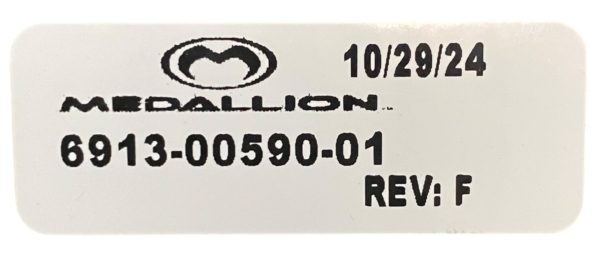 10/29/24
MEDALLION
6913-00590-01
REV: F